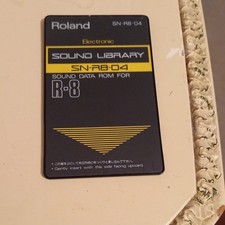 Roland SN-R8-04
Electronic
SOUND LIBRARY
SN-R8-04
SOUND DATA ROM FOR
R-8
• Gently insert with this side facing upward.